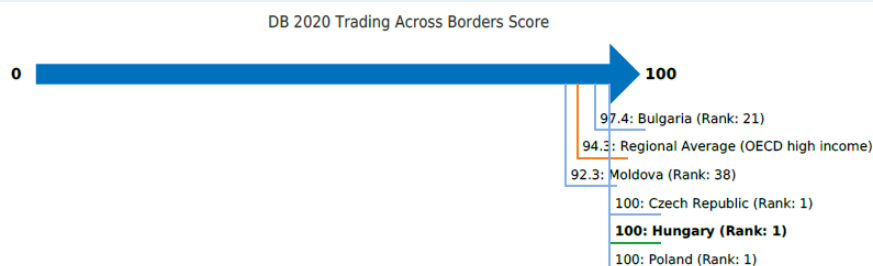 DB 2020 Trading Across Borders Score
0
100
97.4: Bulgaria (Rank: 21)
94.3: Regional Average (OECD high income)
92.3: Moldova (Rank: 38)
100: Czech Republic (Rank: 1)
100: Hungary (Rank: 1)
100: Poland (Rank: 1)